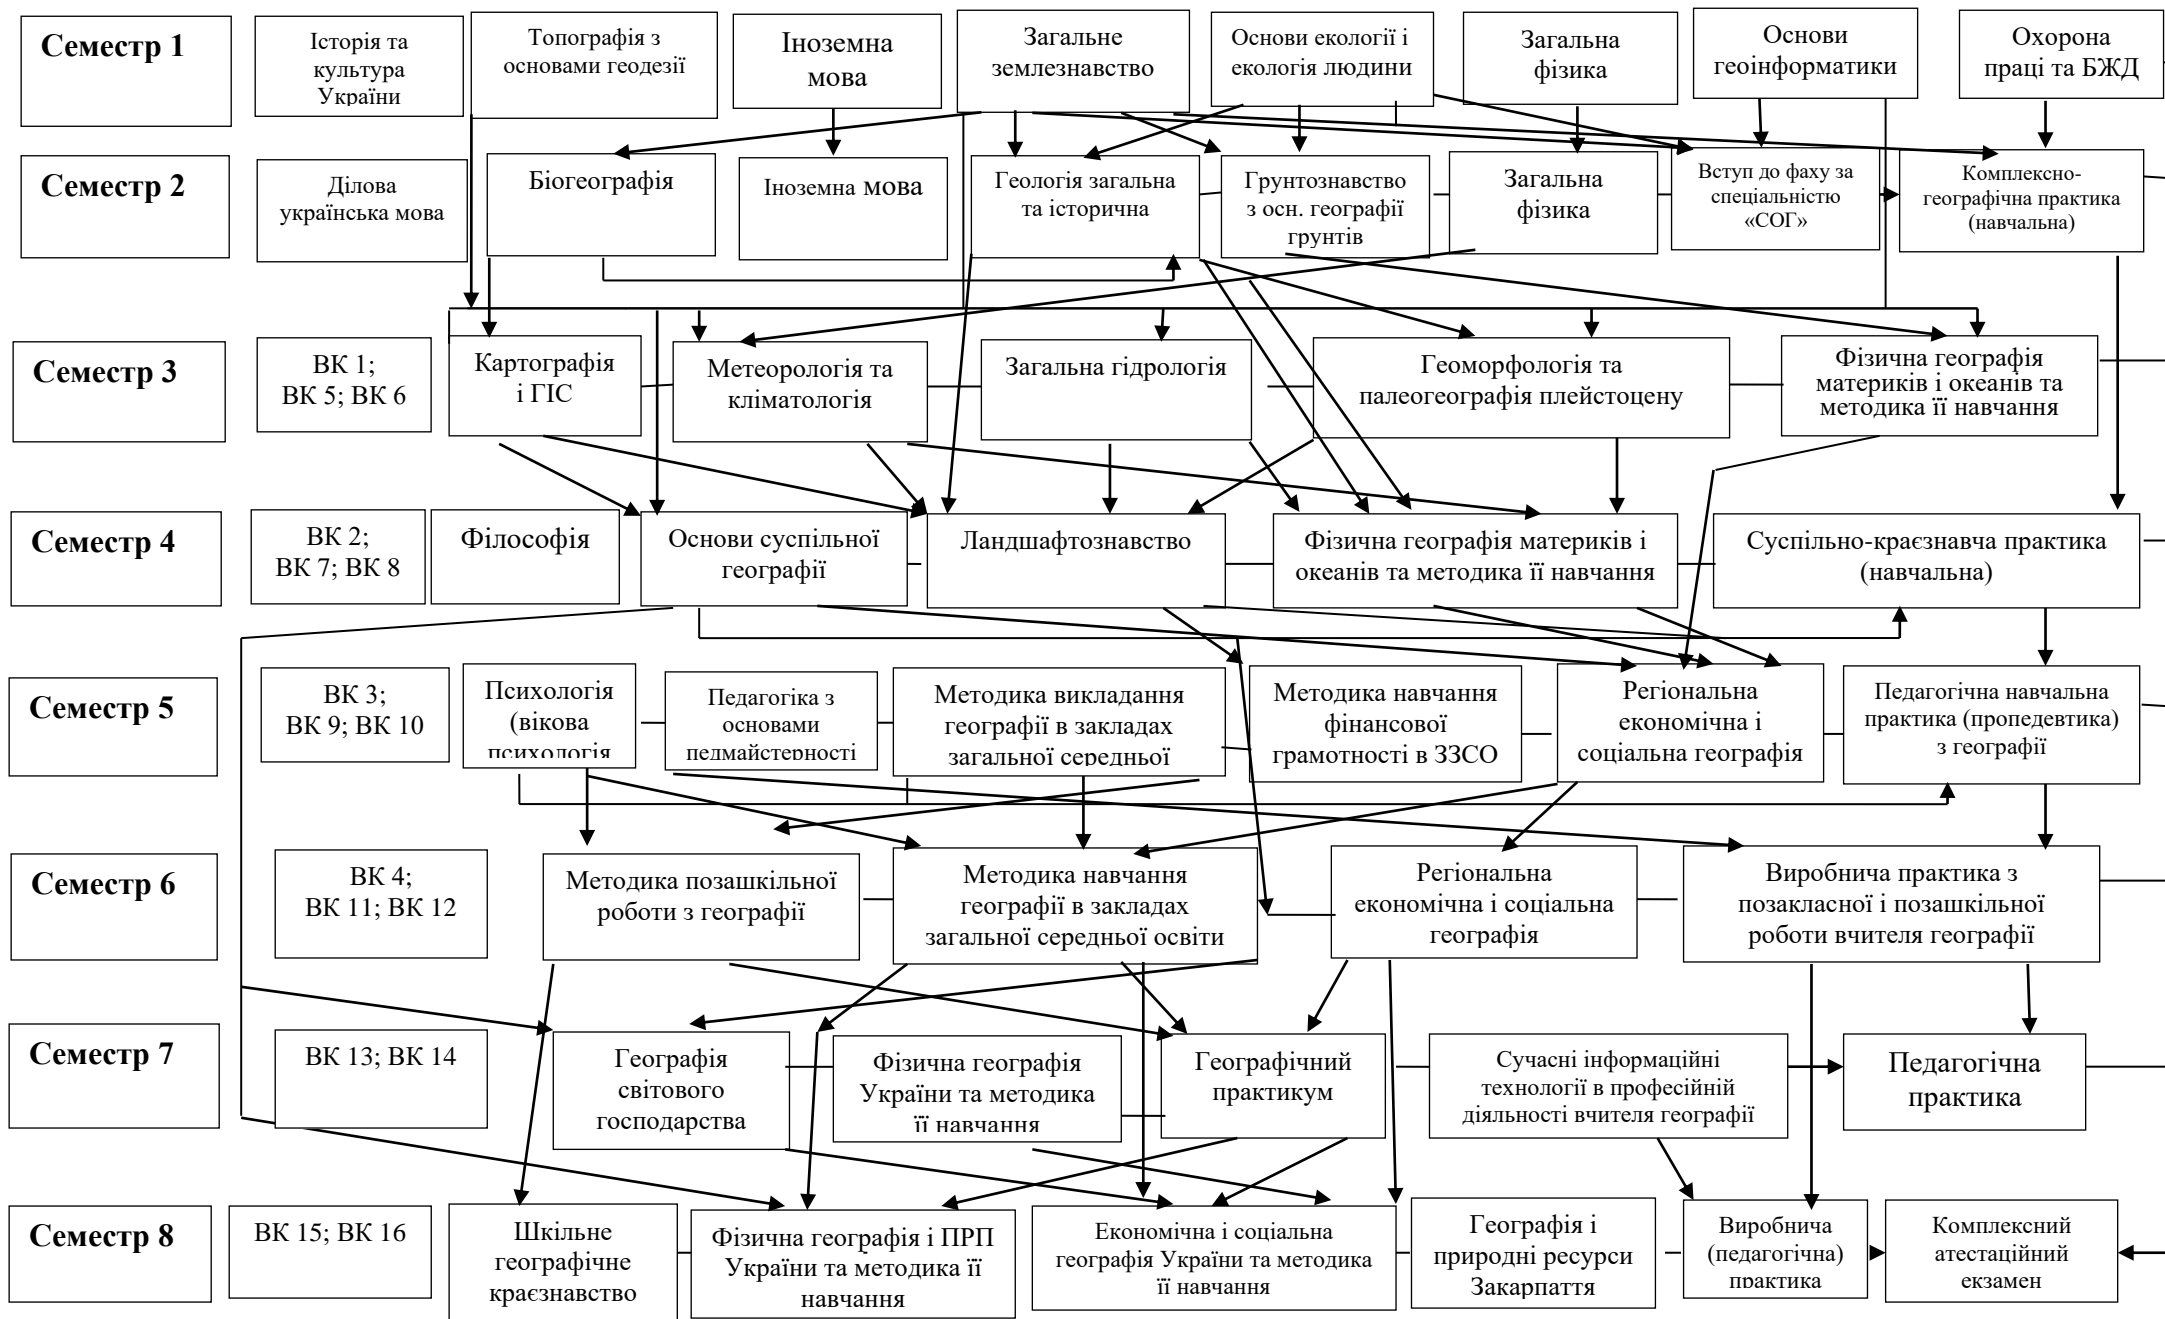 Семестр 1
Історія та
культура
України
Топографія з
основами геодезії
Іноземна
мова
Загальне
землезнавство
Основи екології і
екологія людини
Загальна
фізика
Основи
геоінформатики
Охорона
праці та БЖД
Семестр 2
Ділова
українська мова
Біогеографія
Іноземна мова
Геологія загальна
та історична
Грунтознавство
з осн. географії
грунтів
Загальна
фізика
Вступ до фаху за
спеціальністю
«СОГ»
Комплексно-
географічна практика
(навчальна)
Семестр 3
ВК 1;
ВК 5; ВК 6
Картографія
і ГІС
Метеорологія та
кліматологія
Загальна гідрологія
Геоморфологія та
палеогеографія плейстоцену
Фізична географія
материків і океанів та
методика її навчання
Семестр 4
ВК 2;
ВК 7; ВК 8
Філософія
Основи суспільної
географії
Ландшафтознавство
Фізична географія материків і
океанів та методика її навчання
Суспільно-краєзнавча практика
(навчальна)
Семестр 5
ВК 3;
ВК 9; ВК 10
Психологія
(вікова
психологія
Педагогіка з
основами
педмайстерності
Методика викладання
географії в закладах
загальної середньої
Методика навчання
фінансової
грамотності в ЗЗСО
Регіональна
економічна і
соціальна географія
Педагогічна навчальна
практика (пропедевтика)
з географії
Семестр 6
ВК 4;
ВК 11; ВК 12
Методика позашкільної
роботи з географії
Методика навчання
географії в закладах
загальної середньої освіти
Регіональна
економічна і соціальна
географія
Виробнича практика з
позакласної і позашкільної
роботи вчителя географії
Семестр 7
ВК 13; ВК 14
Географія
світового
господарства
Фізична географія
України та методика
її навчання
Географічний
практикум
Сучасні інформаційні
технології в професійній
діяльності вчителя географії
Педагогічна
практика
Семестр 8
ВК 15; ВК 16
Шкільне
географічне
краєзнавство
Фізична географія і ПРП
України та методика її
навчання
Економічна і соціальна
географія України та методика
її навчання
Географія і
природні ресурси
Закарпаття
Виробнича
(педагогічна)
практика
Комплексний
атестаційний
екзамен